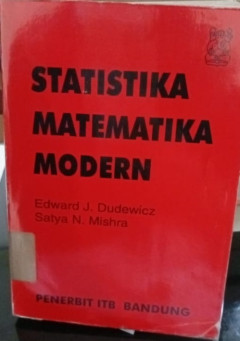 STATISTIKA
MATEMATIKA
MODERN
Edward J. Dudewicz
Satya N. Mishra
PENERBIT ITB BANDUNG